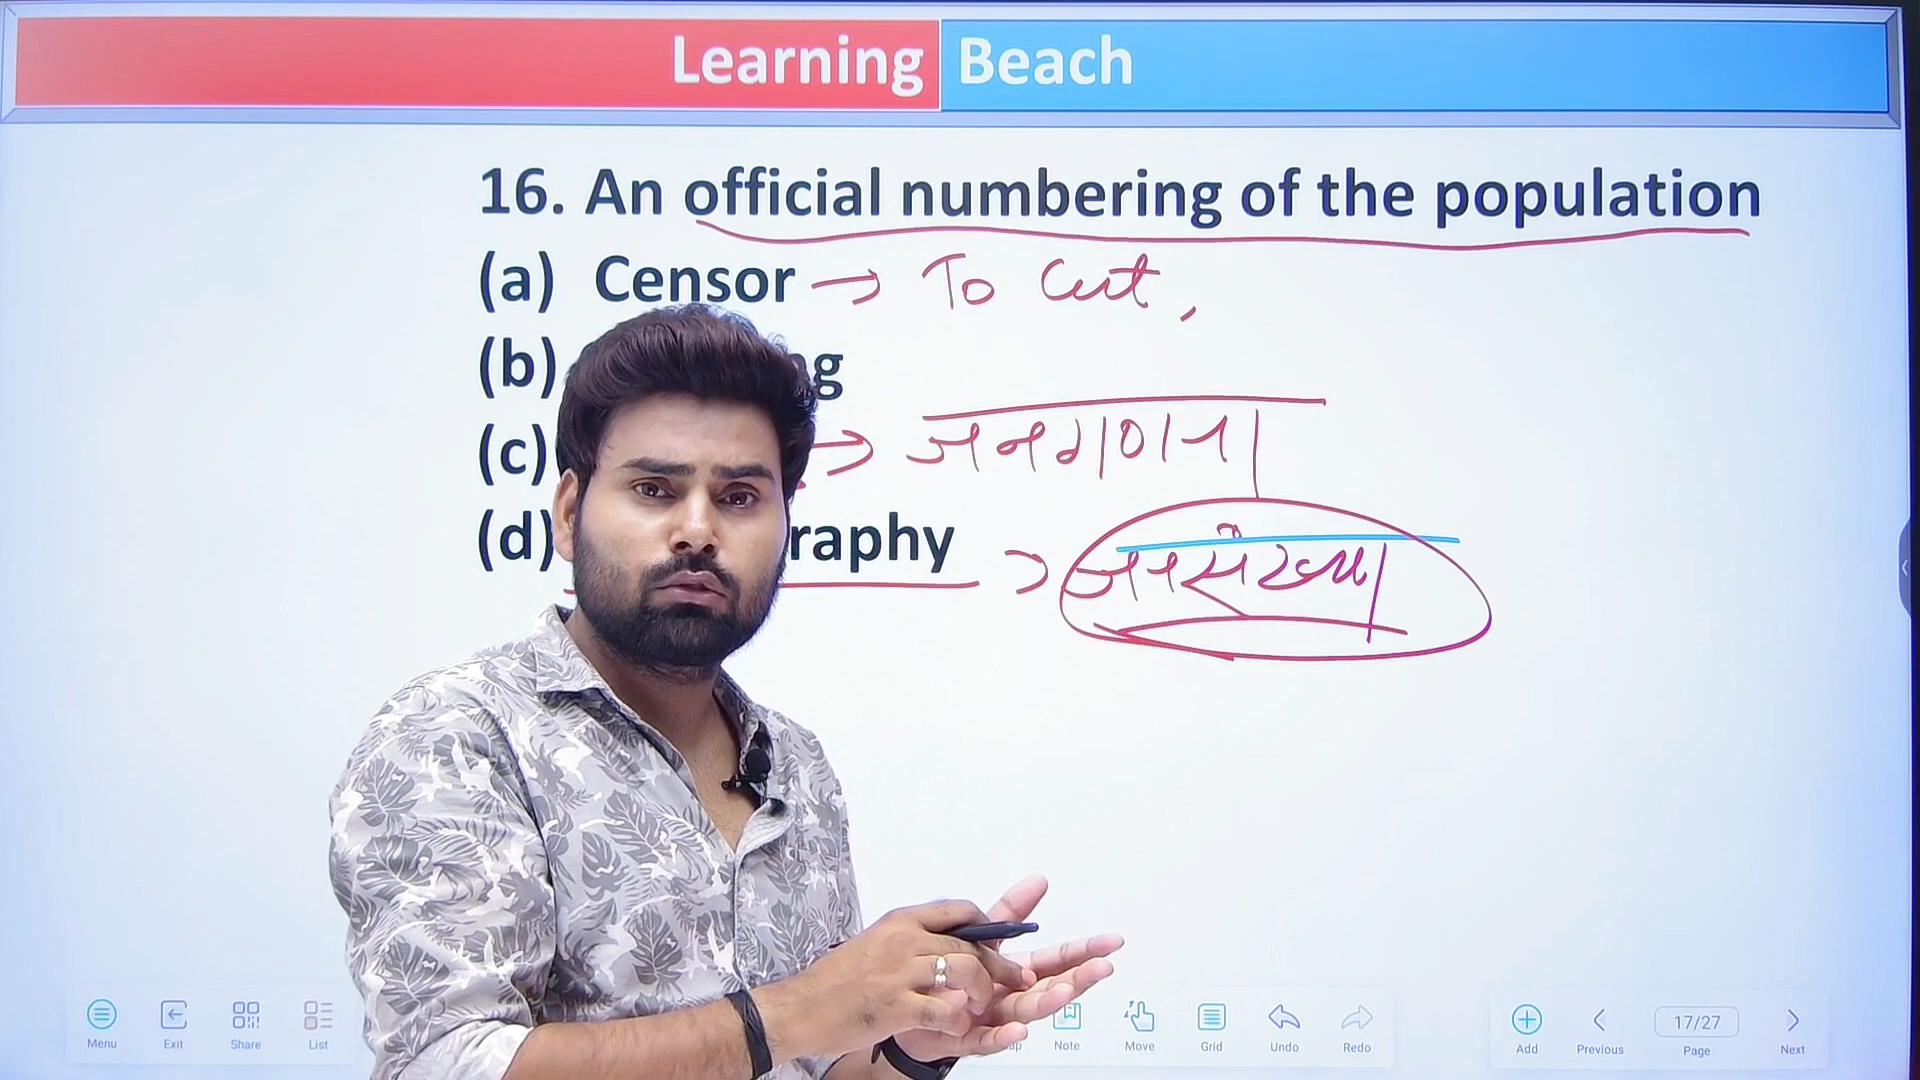 Learning Beach
16. An official numbering of the population
(a) Censor → To Cut,
(b)
(c) → जनगणना
(d) raphy → जनसंख्या
Menu Exit Share List Note Move Grid Undo Redo Add Previous 17/27 Page Next